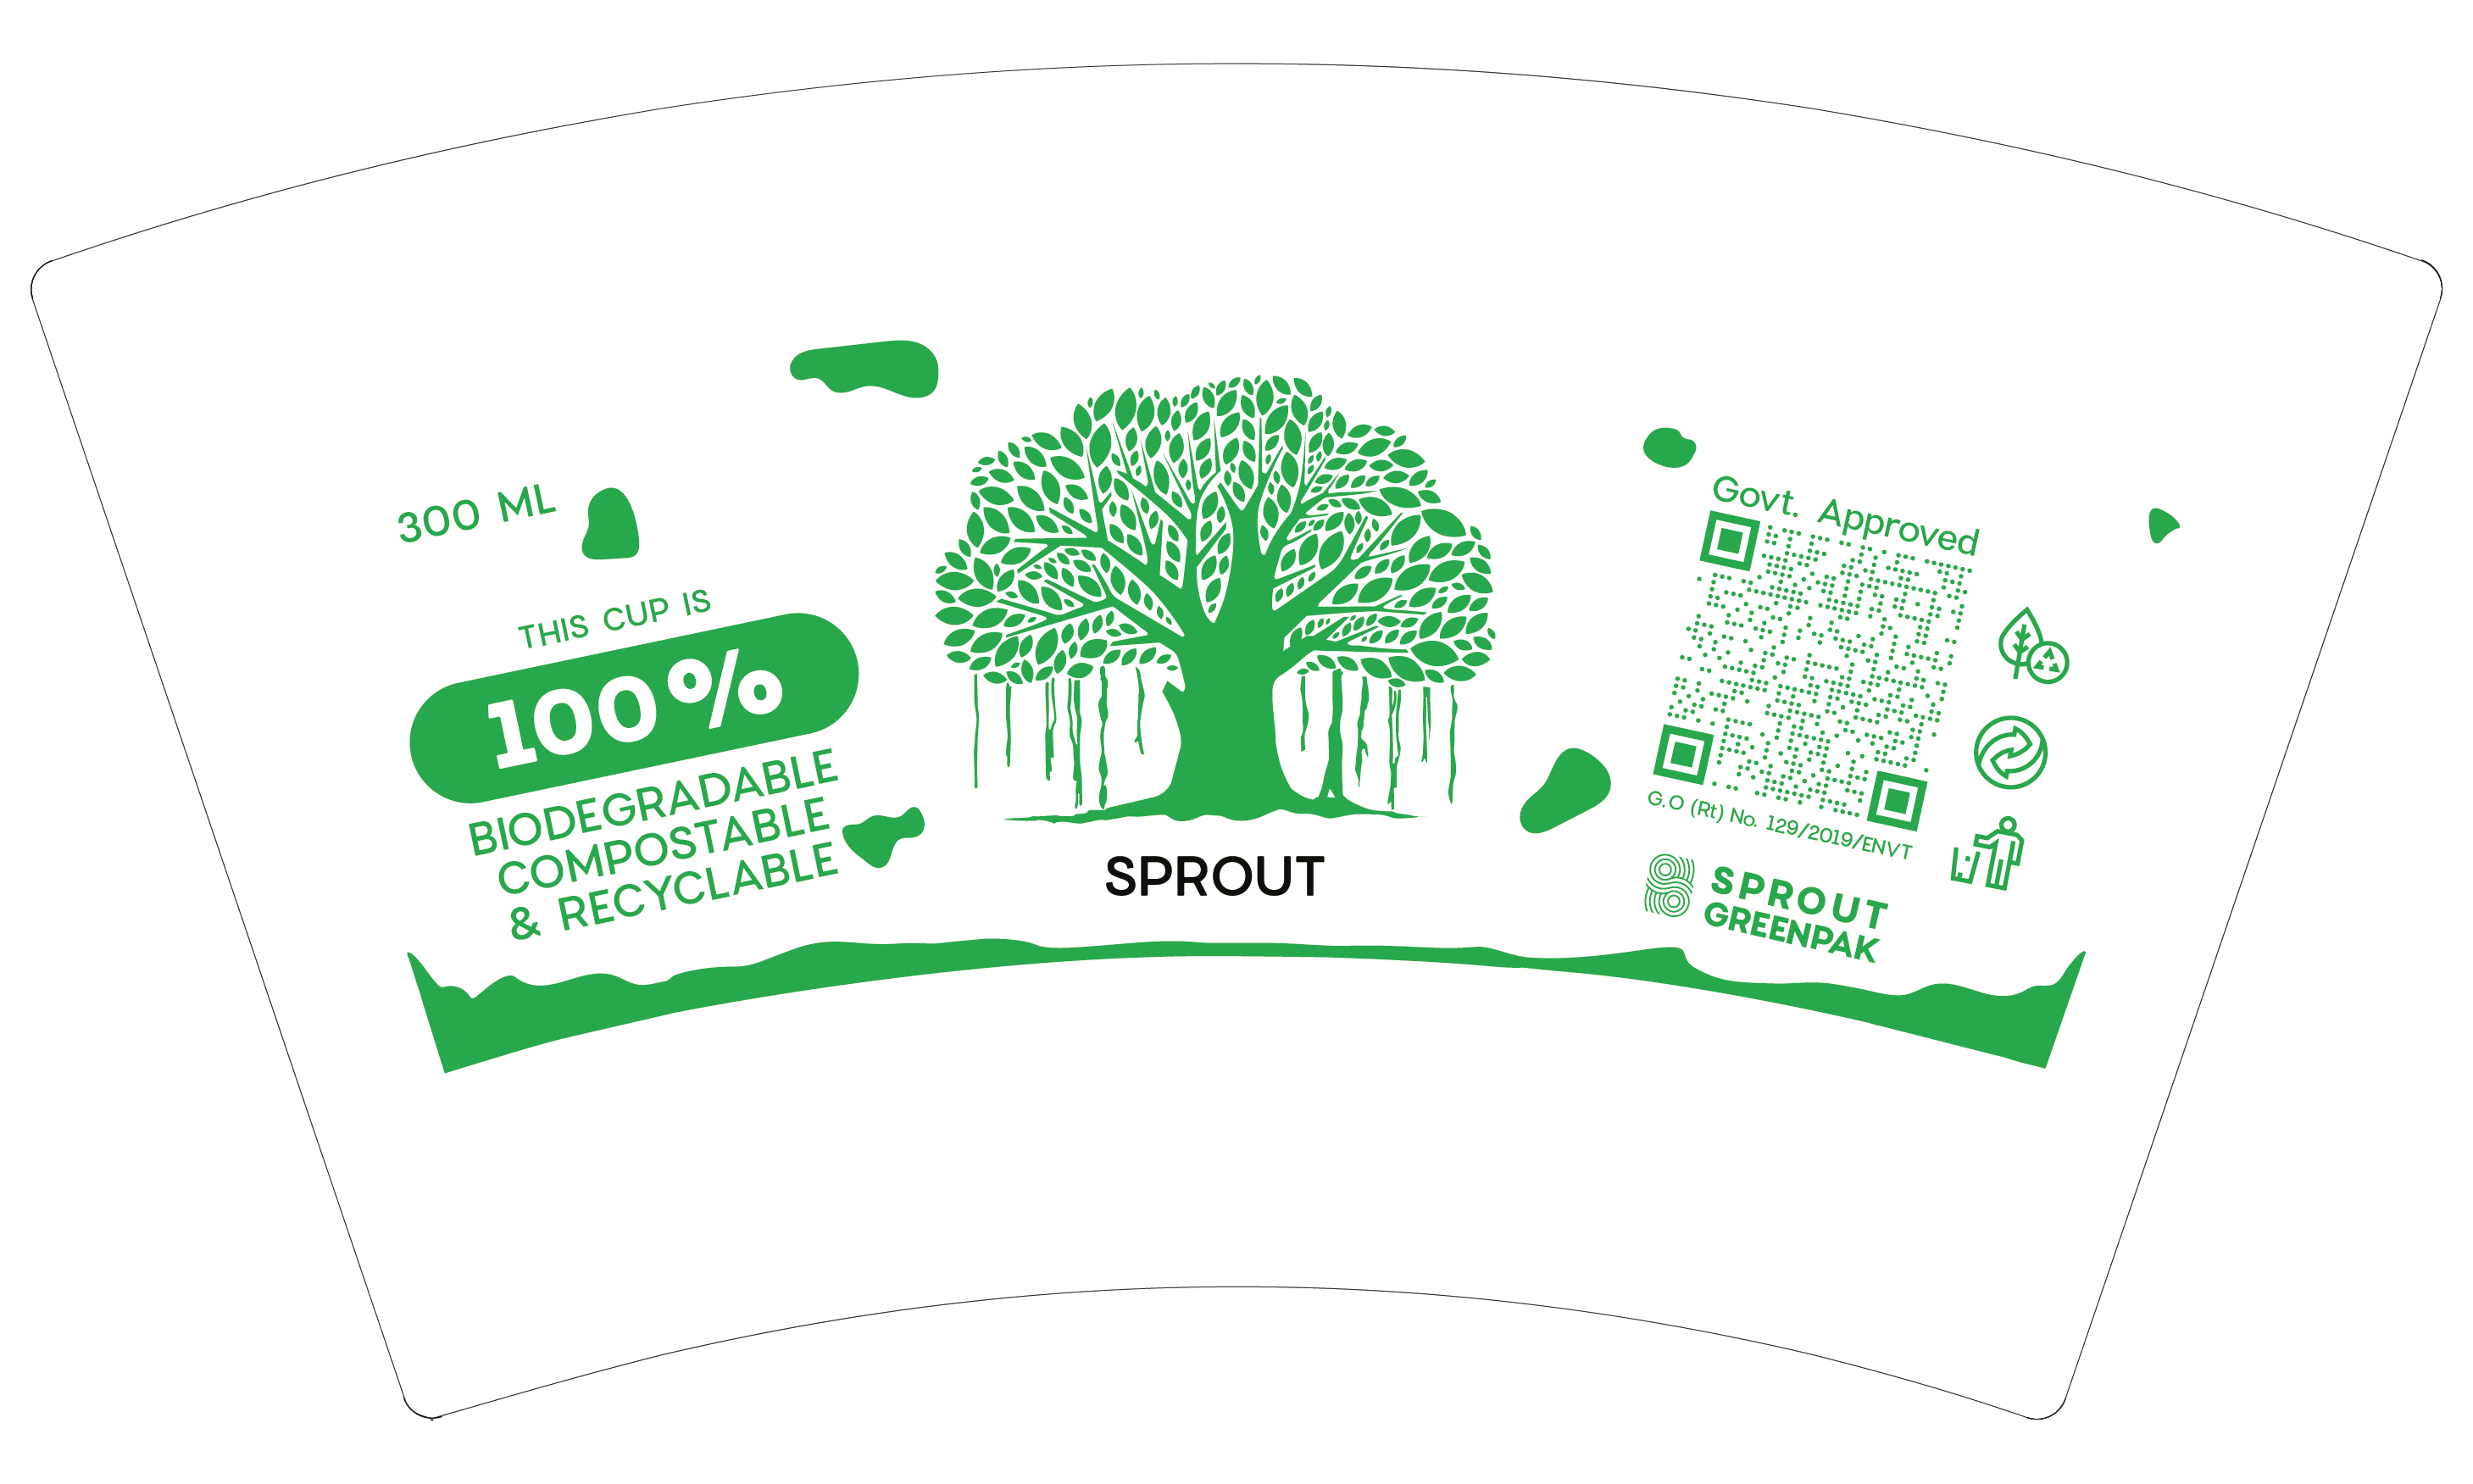 300 ML
THIS CUP IS
100%
BIODEGRADABLE
COMPOSTABLE
& RECYCLABLE
SPROUT
Govt. Approved
G.O (Rt) No. 129/2019/ENVT
SPROUT
GREENPAK